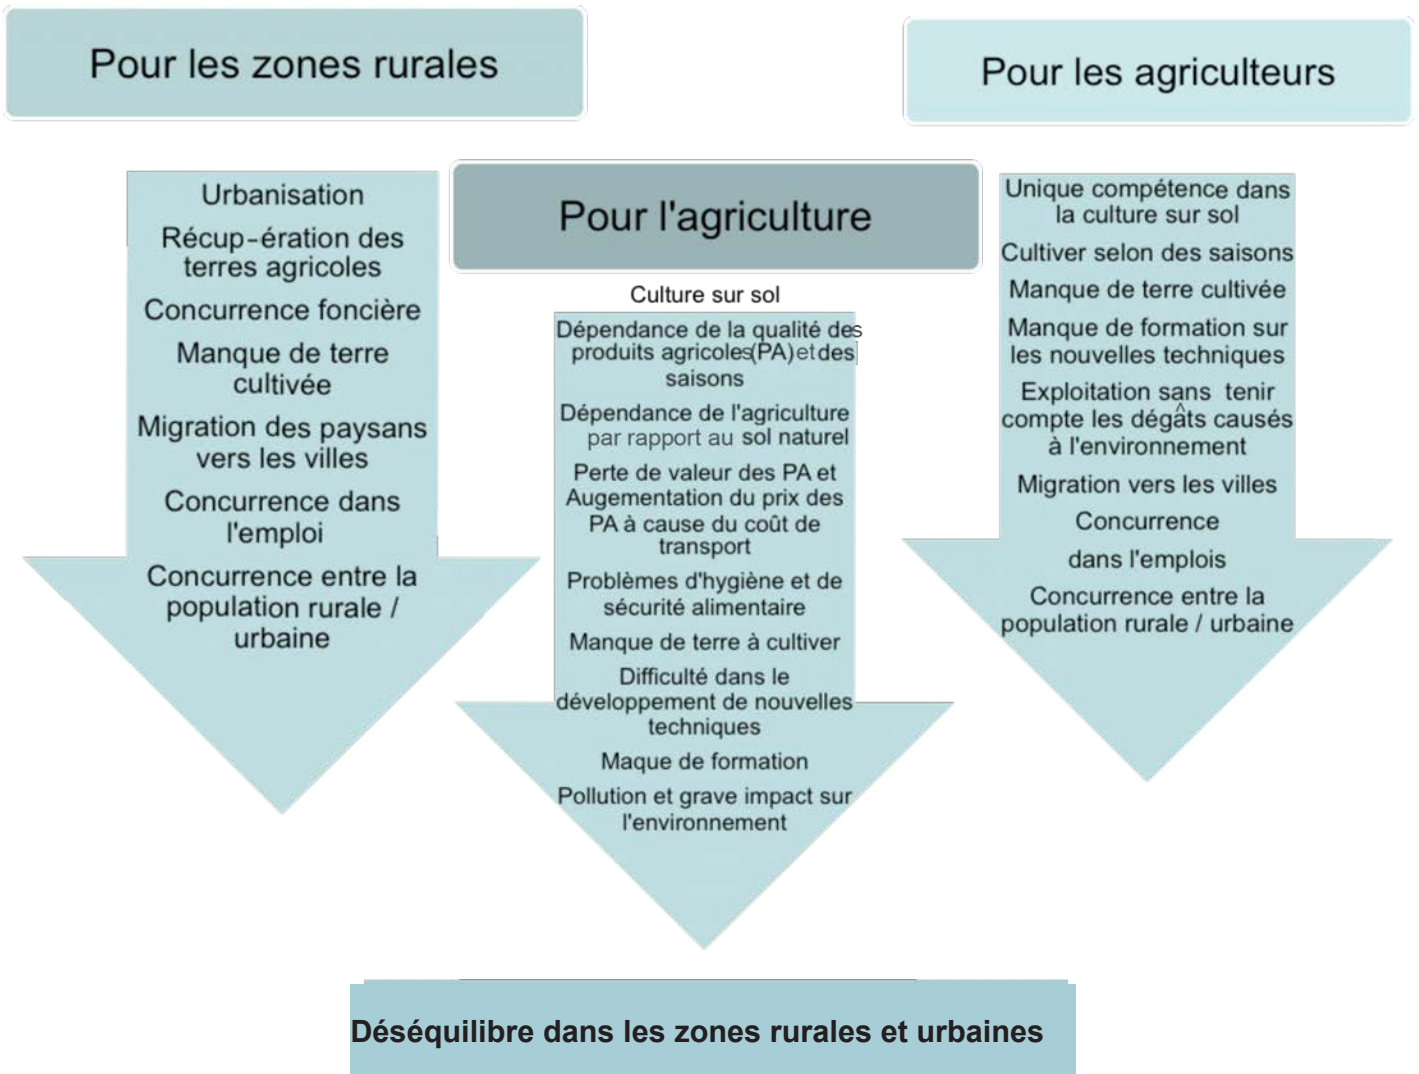 Pour les zones rurales
Urbanisation
Récup-ération des
terres agricoles
Concurrence foncière
Manque de terre
cultivée
Migration des paysans
vers les villes
Concurrence dans
l'emploi
Concurrence entre la
population rurale /
urbaine
Pour l'agriculture
Culture sur sol
Dépendance de la qualité des
produits agricoles(PA)et des
saisons
Dépendance de l'agriculture
par rapport au sol naturel
Perte de valeur des PA et
Augementation du prix des
PA à cause du coût de
transport
Problèmes d'hygiène et de
sécurité alimentaire
Manque de terre à cultiver
Difficulté dans le
développement de nouvelles
techniques
Maque de formation
Pollution et grave impact sur
l'environnement
Pour les agriculteurs
Unique compétence dans
la culture sur sol
Cultiver selon des saisons
Manque de terre cultivée
Manque de formation sur
les nouvelles techniques
Exploitation sans tenir
compte les dégâts causés
à l'environnement
Migration vers les villes
Concurrence
dans l'emplois
Concurrence entre la
population rurale / urbaine
Déséquilibre dans les zones rurales et urbaines